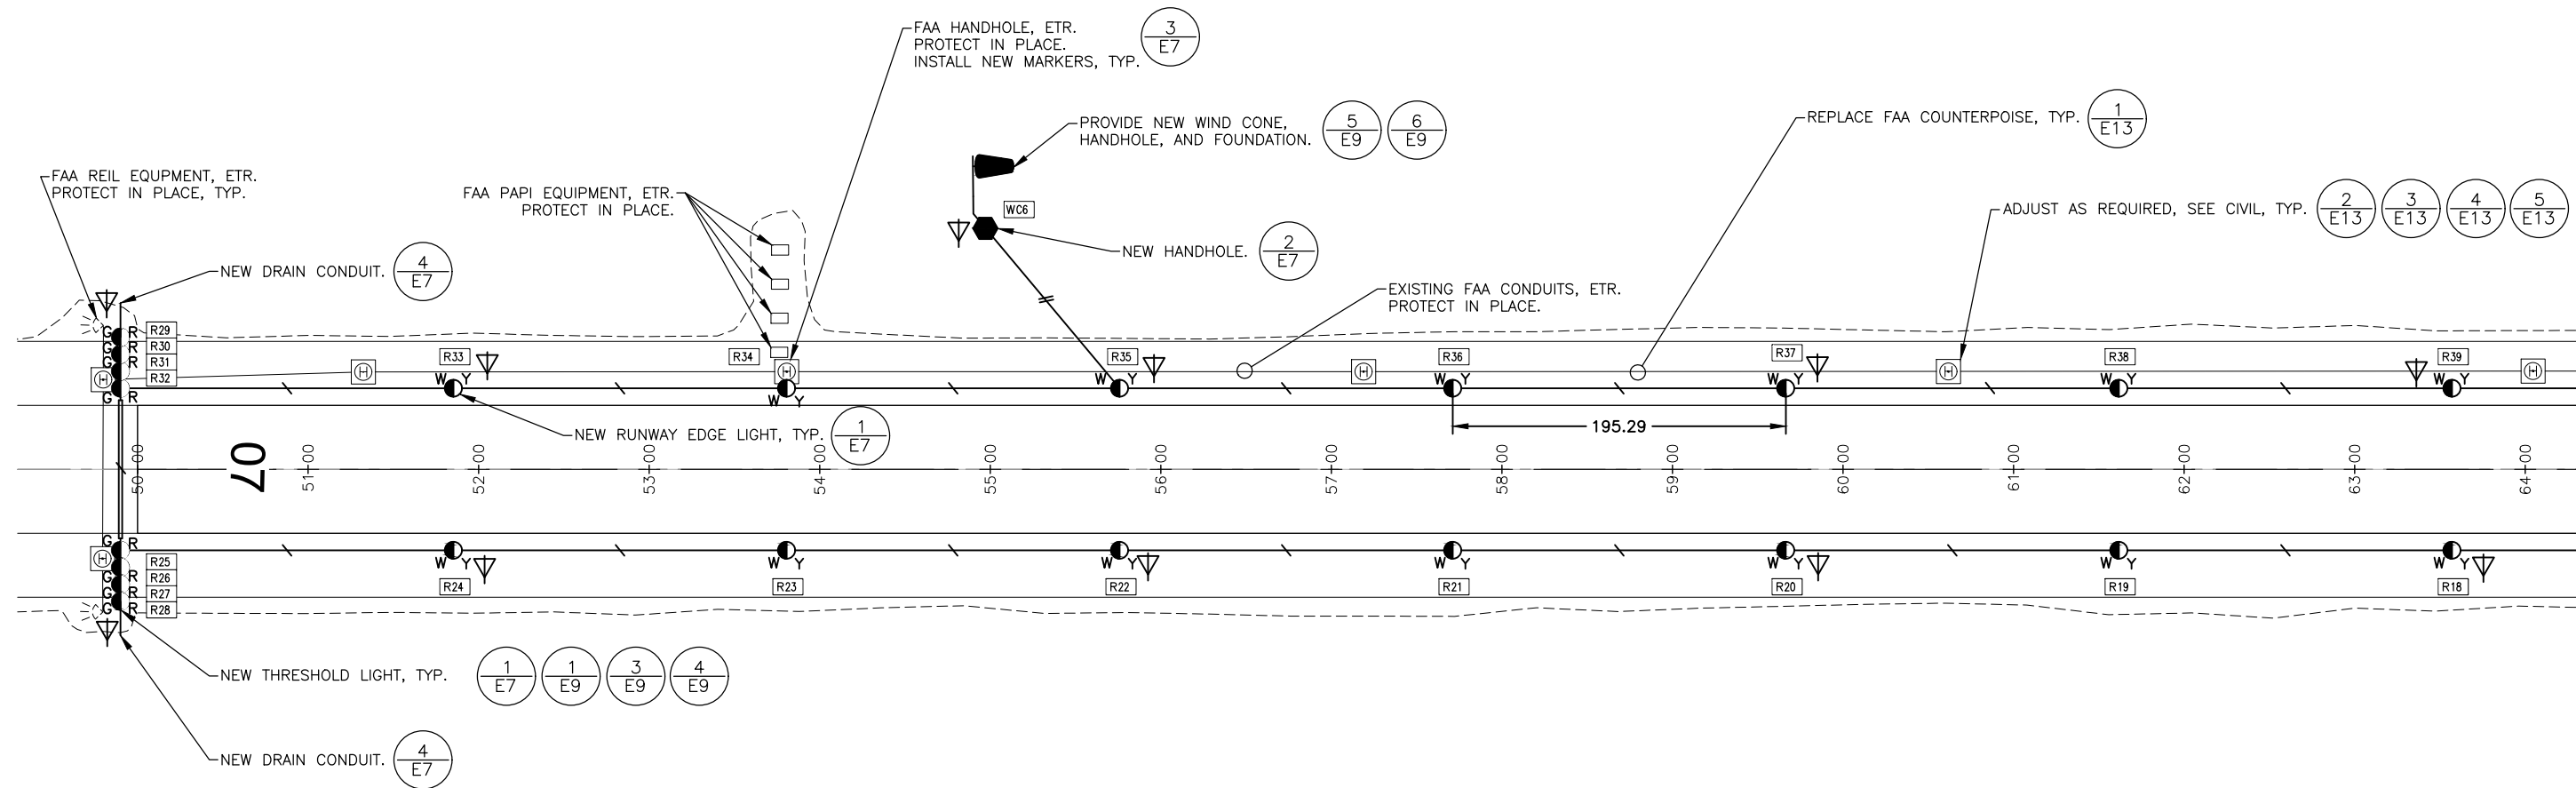 FAA HANDHOLE, ETR.
PROTECT IN PLACE.
INSTALL NEW MARKERS, TYP.
3
E7
PROVIDE NEW WIND CONE,
HANDHOLE, AND FOUNDATION.
5
E9
6
E9
REPLACE FAA COUNTERPOISE, TYP.
1
E13
FAA REIL EQUPMENT, ETR.
PROTECT IN PLACE, TYP.
FAA PAPI EQUIPMENT, ETR.
PROTECT IN PLACE.
WC6
ADJUST AS REQUIRED, SEE CIVIL, TYP.
2
E13
3
E13
4
E13
5
E13
NEW HANDHOLE.
2
E7
NEW DRAIN CONDUIT.
4
E7
EXISTING FAA CONDUITS, ETR.
PROTECT IN PLACE.
G R R29
G R R30
G R R31
R32
G R
H
H
R33
W Y
R34
H
W Y
R35
W Y
H
R36
W Y
R37
W Y
H
R38
W Y
R39
W Y
H
NEW RUNWAY EDGE LIGHT, TYP.
1
E7
195.29
07
50+00
51+00
52+00
53+00
54+00
55+00
56+00
57+00
58+00
59+00
60+00
61+00
62+00
63+00
64+00
G R
H
R25
G R R26
G R R27
G R R28
W Y
R24
W Y
R23
W Y
R22
W Y
R21
W Y
R20
W Y
R19
W Y
R18
NEW THRESHOLD LIGHT, TYP.
1
E7
1
E9
3
E9
4
E9
NEW DRAIN CONDUIT.
4
E7